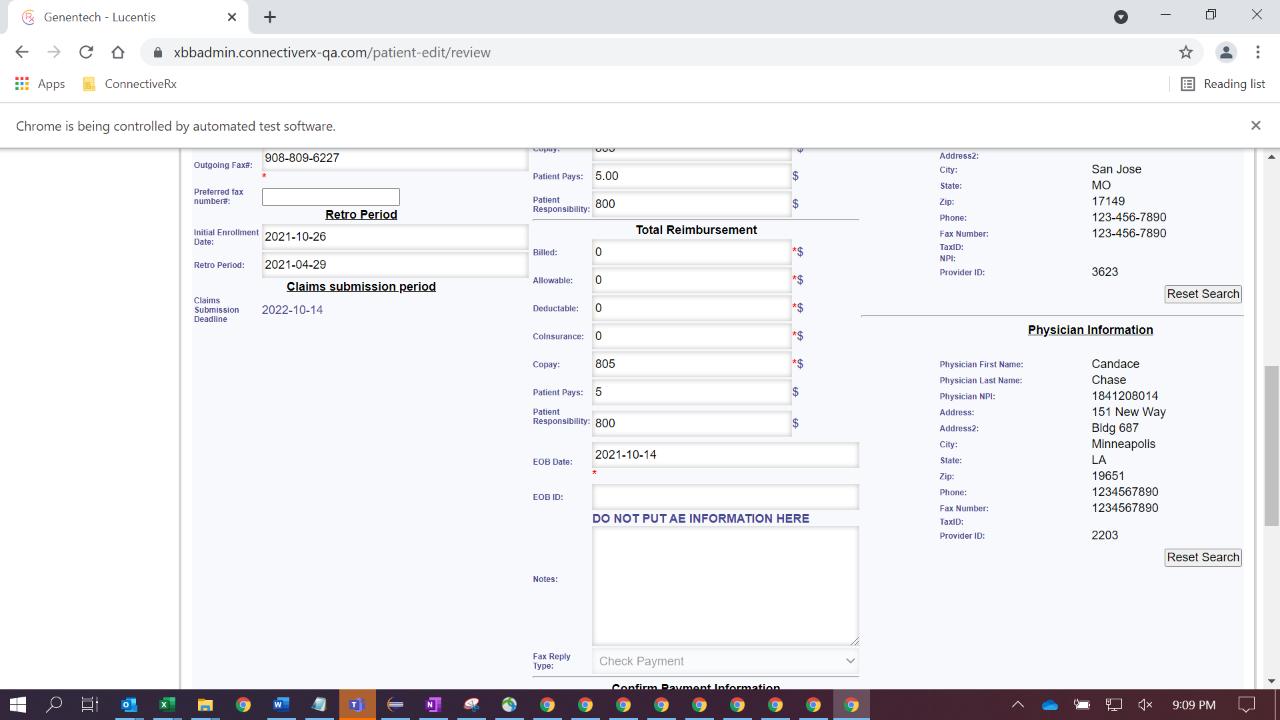 Genentech - Lucentis
xbbadmin.connectiverx-qa.com/patient-edit/review
Apps
ConnectiveRx
Reading list
Chrome is being controlled by automated test software.
Outgoing Fax#:
908-809-6227
*
Preferred fax
number#:
Retro Period
Initial Enrollment
Date:
2021-10-26
Retro Period:
2021-04-29
Claims submission period
Claims
Submission
Deadline
2022-10-14
Copay: $
Patient Pays: 5.00 $
Patient
Responsibility: 800 $
Total Reimbursement
Billed: 0 *$
Allowable: 0 *$
Deductable: 0 *$
CoInsurance: 0 *$
Copay: 805 *$
Patient Pays: 5 $
Patient
Responsibility: 800 $
EOB Date: 2021-10-14
*
EOB ID:
DO NOT PUT AE INFORMATION HERE
Notes:
Fax Reply
Type:
Check Payment
Confirm Payment Information
Address2:
City: San Jose
State: MO
Zip: 17149
Phone: 123-456-7890
Fax Number: 123-456-7890
TaxID:
NPI:
Provider ID: 3623
Reset Search
Physician Information
Physician First Name: Candace
Physician Last Name: Chase
Physician NPI: 1841208014
Address: 151 New Way
Address2: Bldg 687
City: Minneapolis
State: LA
Zip: 19651
Phone: 1234567890
Fax Number: 1234567890
TaxID:
Provider ID: 2203
Reset Search
9:09 PM